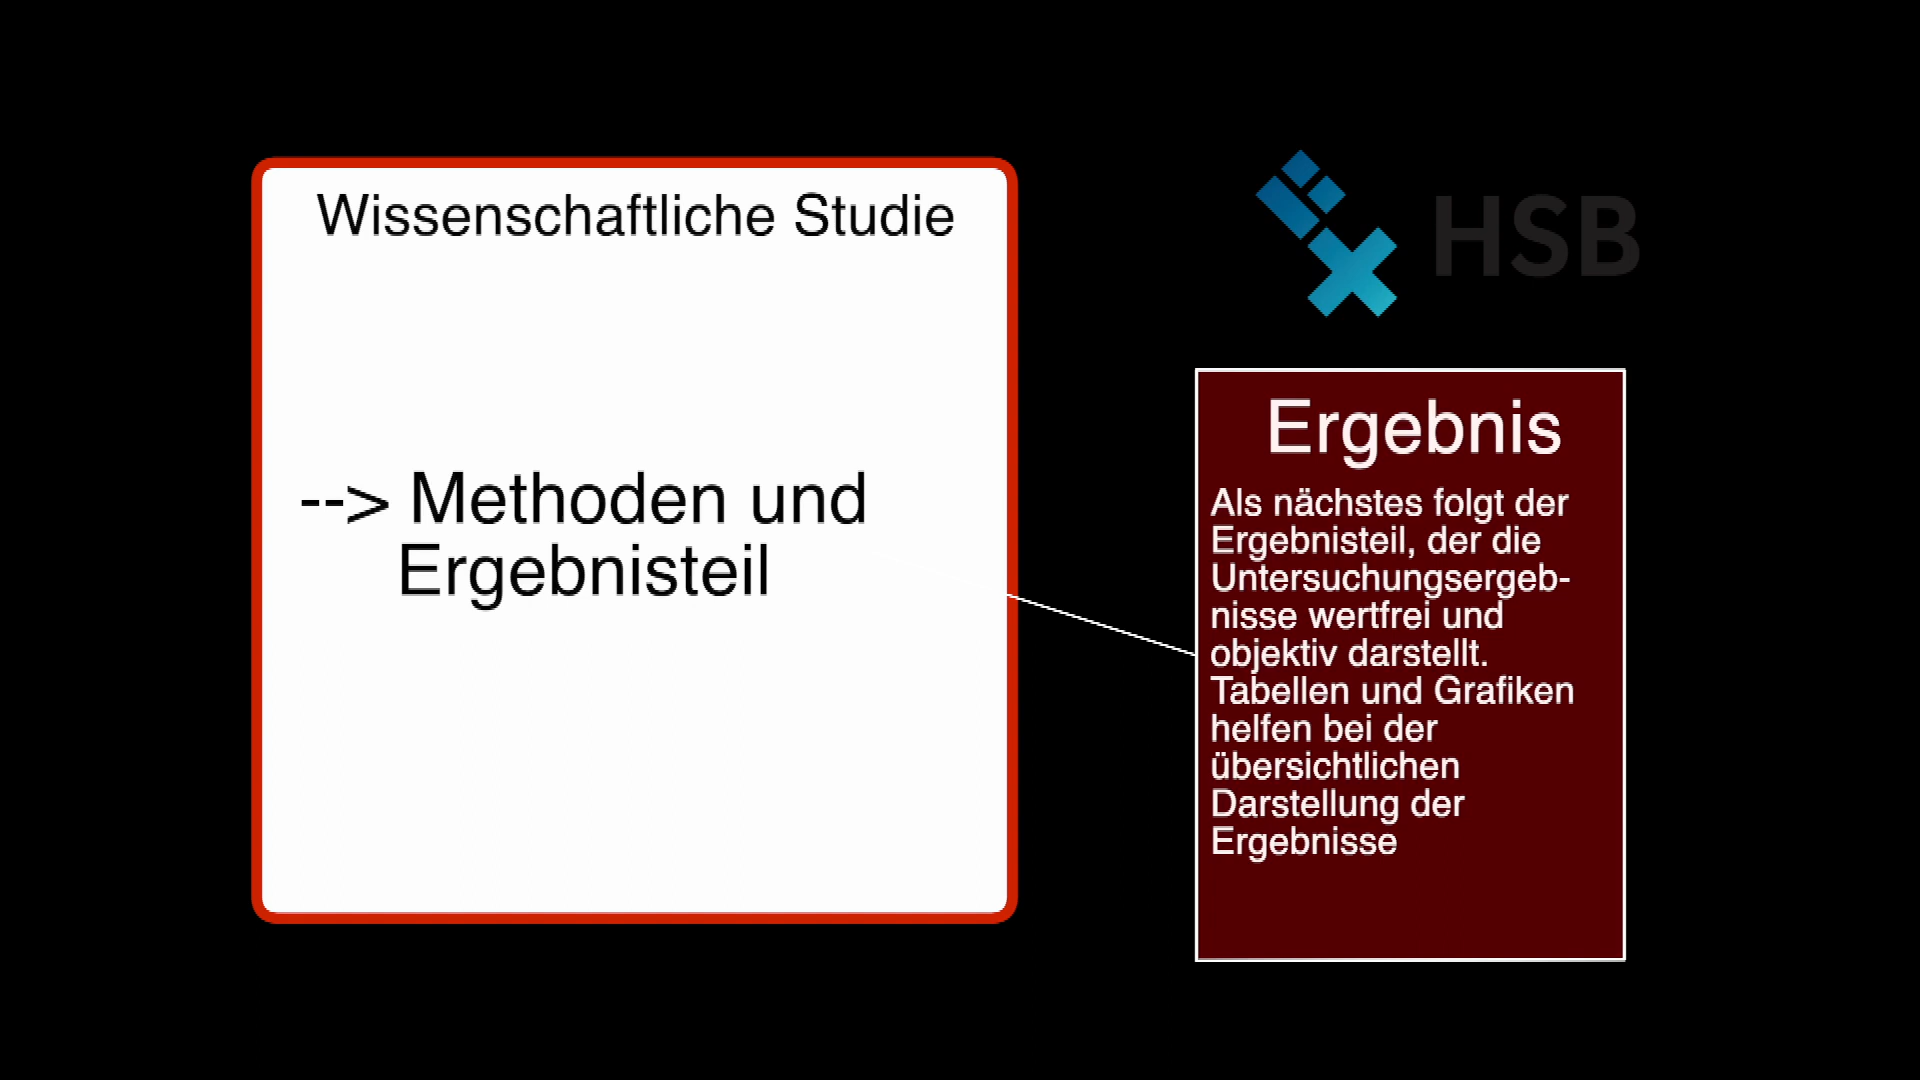 Wissenschaftliche Studie
--> Methoden und
Ergebnisteil
HSB
Ergebnis
Als nächstes folgt der
Ergebnisteil, der die
Untersuchungsergeb-
nisse wertfrei und
objektiv darstellt.
Tabellen und Grafiken
helfen bei der
übersichtlichen
Darstellung der
Ergebnisse